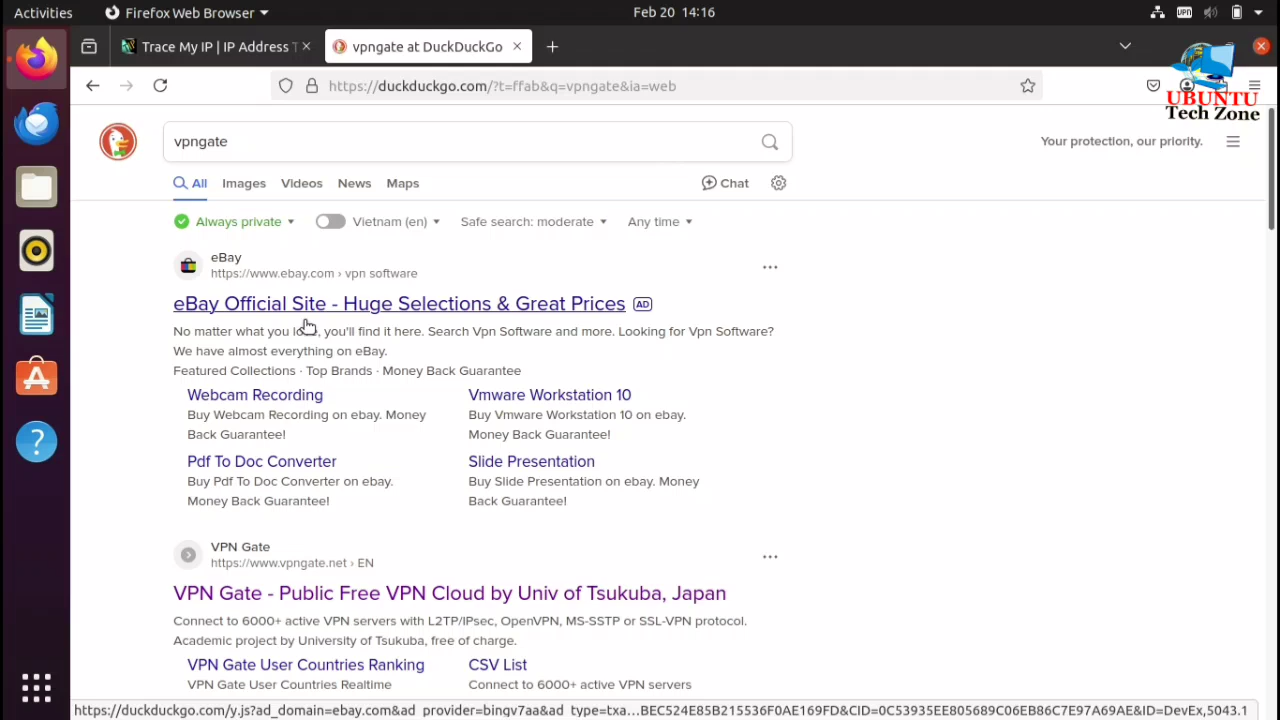 Activities
Firefox Web Browser
Feb 20 14:16
VPN
Trace My IP | IP Address T
vpngate at DuckDuckGo
https://duckduckgo.com/?t=ffab&q=vpngate&ia=web
UBUNTU
Tech Zone
vpngate
Your protection, our priority.
All
Images
Videos
News
Maps
Chat
Always private
Vietnam (en)
Safe search: moderate
Any time
eBay
https://www.ebay.com › vpn software
eBay Official Site - Huge Selections & Great Prices AD
No matter what you , you'll find it here. Search Vpn Software and more. Looking for Vpn Software?
We have almost everything on eBay.
Featured Collections · Top Brands · Money Back Guarantee
Webcam Recording
Buy Webcam Recording on ebay. Money
Back Guarantee!
Vmware Workstation 10
Buy Vmware Workstation 10 on ebay.
Money Back Guarantee!
Pdf To Doc Converter
Buy Pdf To Doc Converter on ebay.
Money Back Guarantee!
Slide Presentation
Buy Slide Presentation on ebay. Money
Back Guarantee!
VPN Gate
https://www.vpngate.net › EN
VPN Gate - Public Free VPN Cloud by Univ of Tsukuba, Japan
Connect to 6000+ active VPN servers with L2TP/IPsec, OpenVPN, MS-SSTP or SSL-VPN protocol.
Academic project by University of Tsukuba, free of charge.
VPN Gate User Countries Ranking
VPN Gate User Countries Realtime
CSV List
Connect to 6000+ active VPN servers
https://duckduckgo.com/y.js?ad_domain=ebay.com&ad_provider=bingv7aa&ad_type=txa…BEC524E85B215536F0AE169FD&CID=0C53935EE805689C06EB86C7E97A69AE&ID=DevEx,5043.1